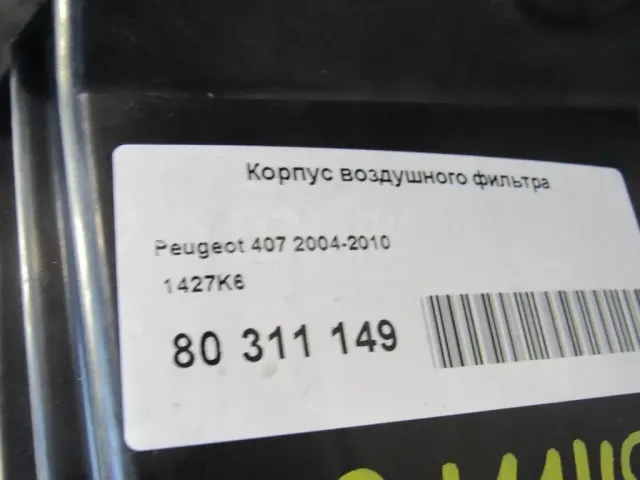 Корпус воздушного фильтра
Peugeot 407 2004-2010
1427K6
80 311 149